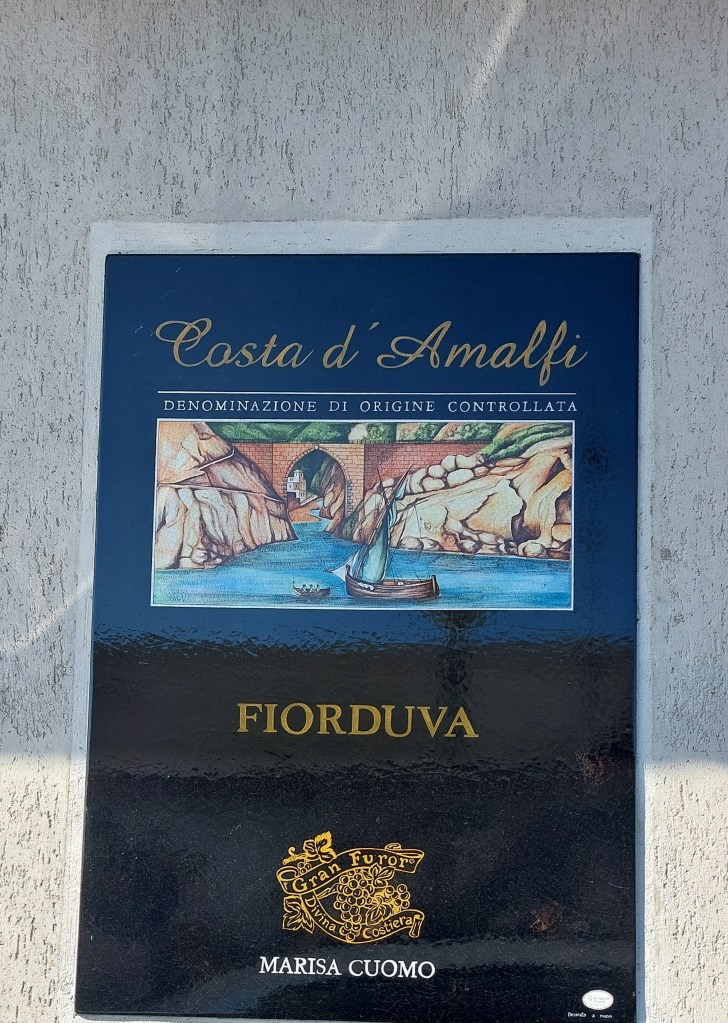 Costa d´Amalfi
DENOMINAZIONE DI ORIGINE CONTROLLATA
FIORDUVA
Gran Furor
Divina Costiera
MARISA CUOMO